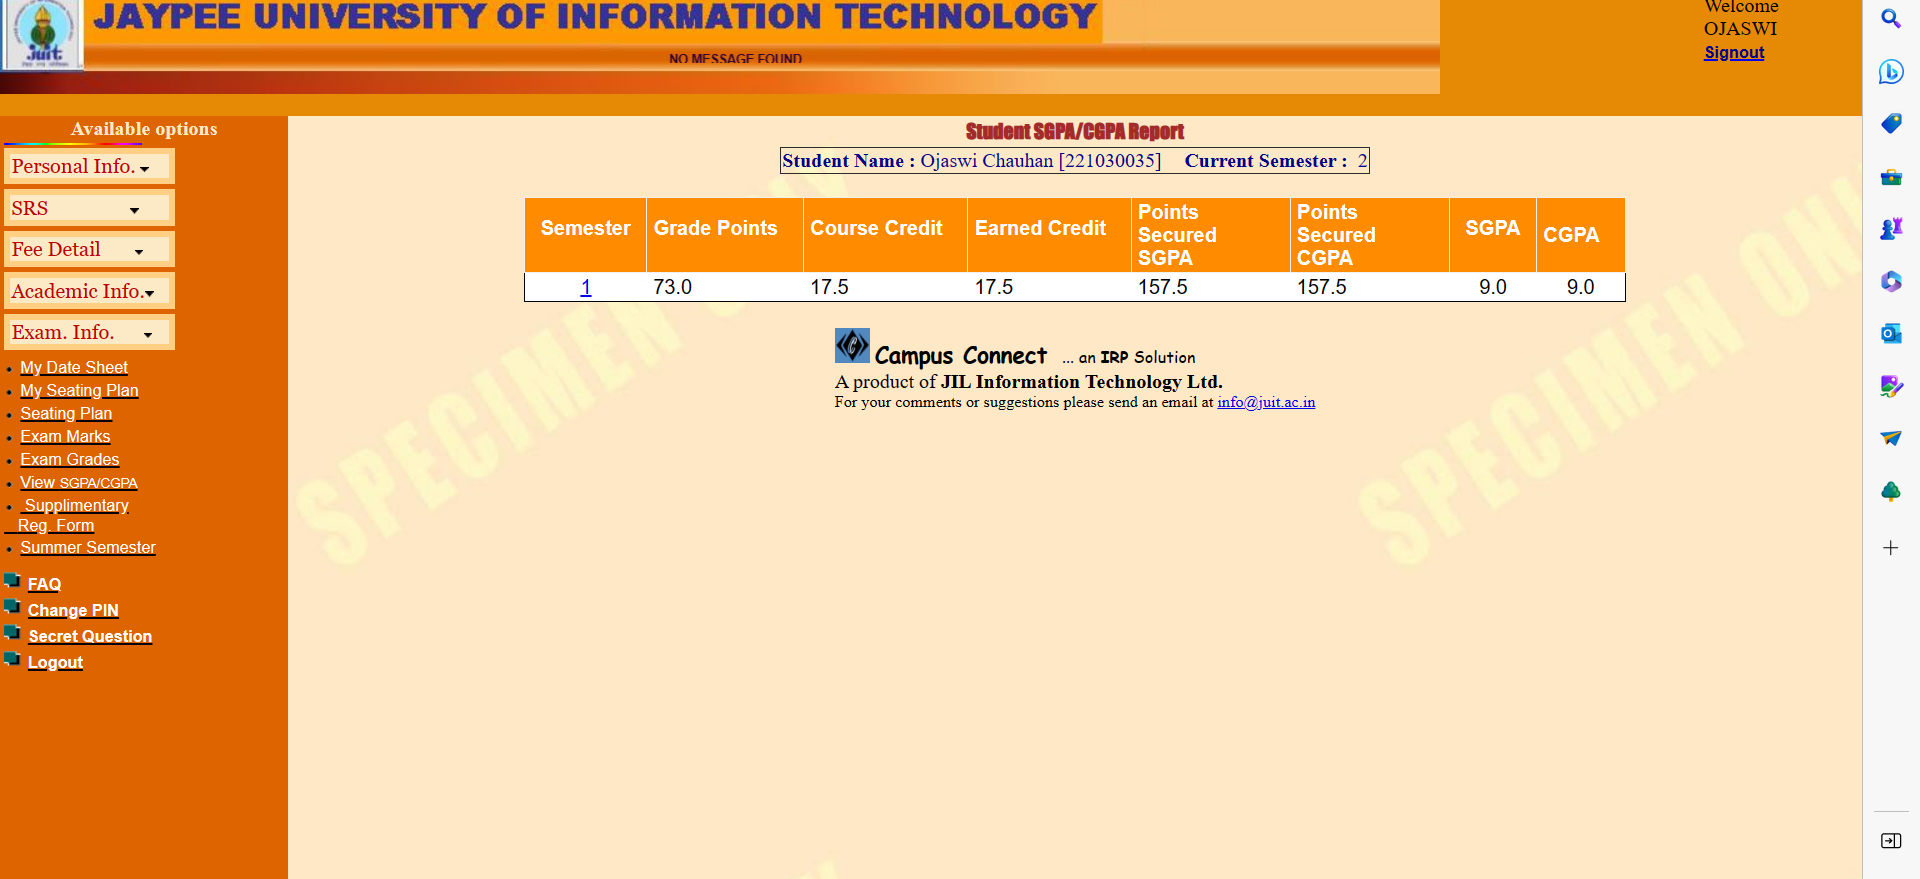 JAYPEE UNIVERSITY OF INFORMATION TECHNOLOGY
juit
NO MESSAGE FOUND
Welcome
OJASWI
Signout
Available options
Personal Info.
SRS
Fee Detail
Academic Info.
Exam. Info.
My Date Sheet
My Seating Plan
Seating Plan
Exam Marks
Exam Grades
View SGPA/CGPA
Supplimentary
Reg. Form
Summer Semester
FAQ
Change PIN
Secret Question
Logout
Student SGPA/CGPA Report
Student Name : Ojaswi Chauhan [221030035] Current Semester : 2
Semester Grade Points Course Credit Earned Credit Points Secured SGPA Points Secured CGPA SGPA CGPA
1 73.0 17.5 17.5 157.5 157.5 9.0 9.0
Campus Connect ... an IRP Solution
A product of JIL Information Technology Ltd.
For your comments or suggestions please send an email at info@juit.ac.in
SPECIMEN ONLY
SPECIMEN ONL